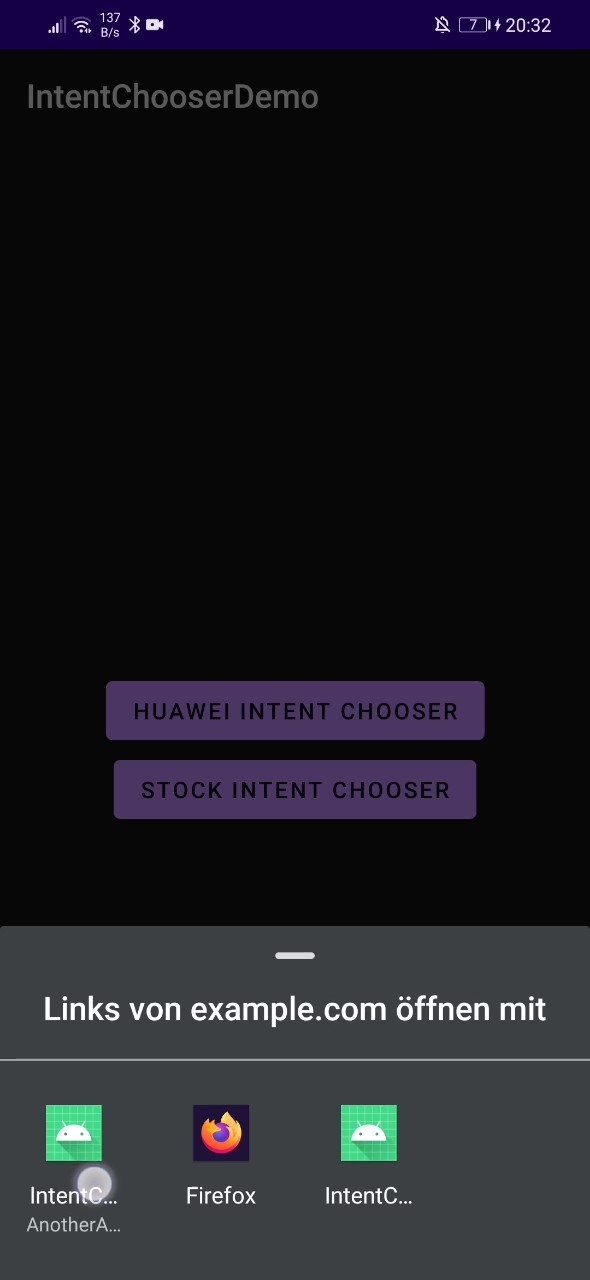 137
B/s
7
20:32
IntentChooserDemo
HUAWEI INTENT CHOOSER
STOCK INTENT CHOOSER
Links von example.com öffnen mit
IntentC... Firefox IntentC...
AnotherA...